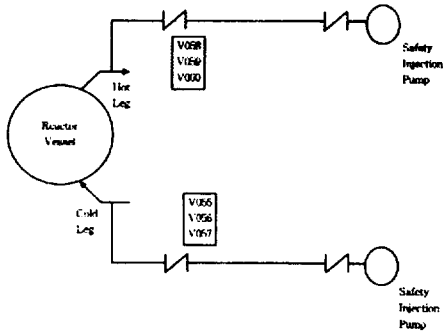 V058
V059
V060
Safety
Injection
Pump
Hot
Leg
Reactor
Vessel
Cold
Leg
V055
V056
V057
Safety
Injection
Pump